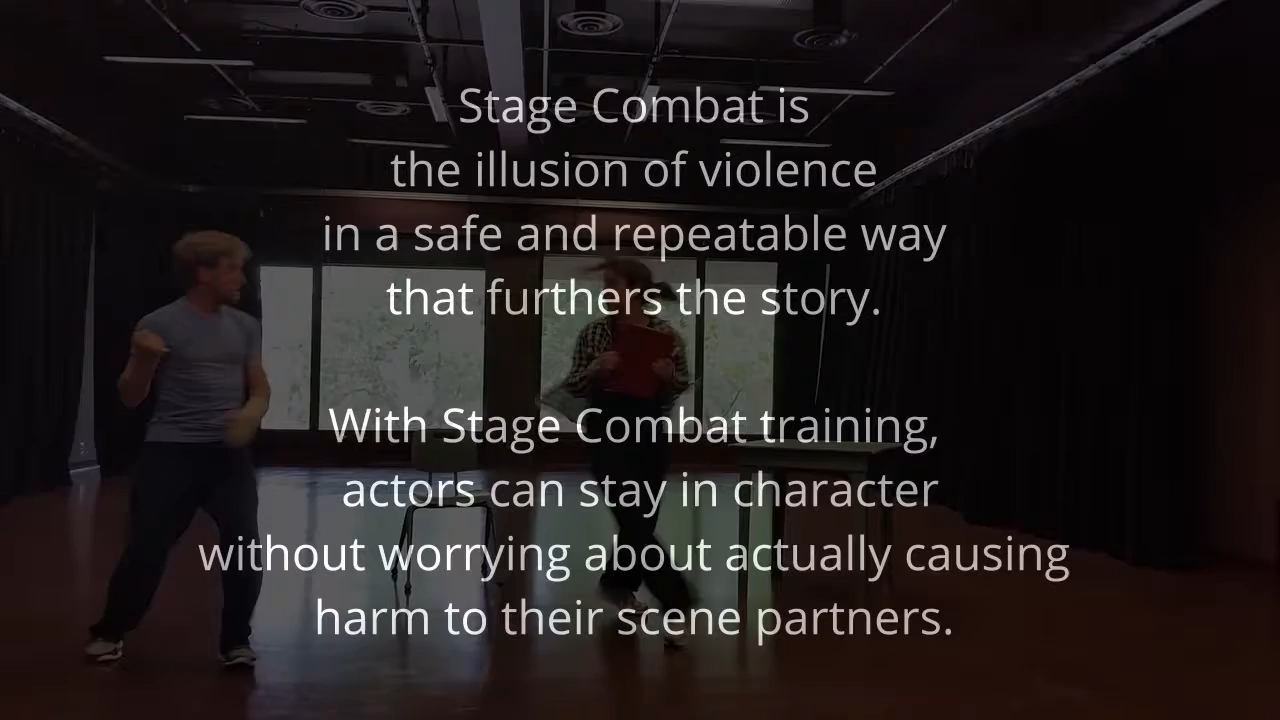 Stage Combat is
the illusion of violence
in a safe and repeatable way
that furthers the story.
With Stage Combat training,
actors can stay in character
without worrying about actually causing
harm to their scene partners.